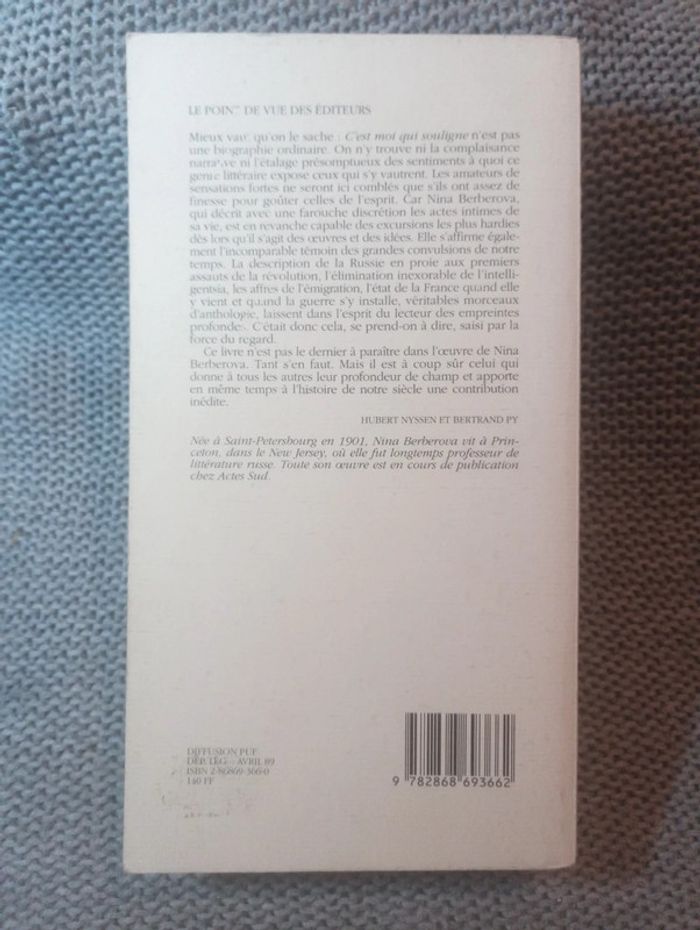 LE POINT DE VUE DES ÉDITEURS
Mieux vaut qu'on le sache : C'est moi qui souligne n'est pas
une biographie ordinaire. On n'y trouve ni la complaisance
narrative ni l'étalage présomptueux des sentiments à quoi ce
genre littéraire expose ceux qui s'y vautrent. Les amateurs de
sensations fortes ne seront ici comblés que s'ils ont assez de
finesse pour goûter celles de l'esprit. Car Nina Berberova,
qui décrit avec une farouche discrétion les actes intimes de
sa vie, est en revanche capable des excursions les plus hardies
dès lors qu'il s'agit des œuvres et des idées. Elle s'affirme égale-
ment l'incomparable témoin des grandes convulsions de notre
temps. La description de la Russie en proie aux premiers
assauts de la révolution, l'élimination inexorable de l'intelli-
gentsia, les affres de l'émigration, l'état de la France quand elle
y vient et quand la guerre s'y installe, véritables morceaux
d'anthologie, laissent dans l'esprit du lecteur des empreintes
profondes. C'était donc cela, se prend-on à dire, saisi par la
force du regard.
Ce livre n'est pas le dernier à paraître dans l'œuvre de Nina
Berberova. Tant s'en faut. Mais il est à coup sûr celui qui
donne à tous les autres leur profondeur de champ et apporte
en même temps à l'histoire de notre siècle une contribution
inédite.
HUBERT NYSSEN ET BERTRAND PY
Née à Saint-Petersbourg en 1901, Nina Berberova vit à Prin-
ceton, dans le New Jersey, où elle fut longtemps professeur de
littérature russe. Toute son œuvre est en cours de publication
chez Actes Sud.
DIFFUSION PUF
DÉP. LÉG. : AVRIL 89
ISBN 2-86869-366-0
140 FF
9 782868 693662